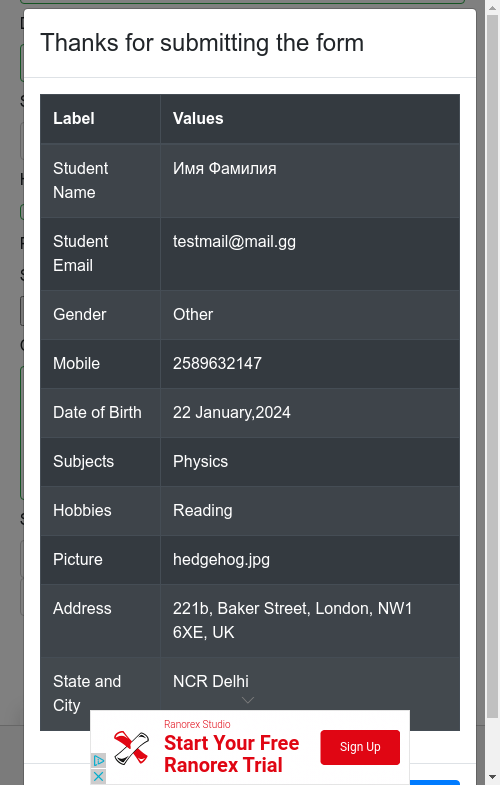 Thanks for submitting the form
Label Values
Student Name Имя Фамилия
Student Email testmail@mail.gg
Gender Other
Mobile 2589632147
Date of Birth 22 January,2024
Subjects Physics
Hobbies Reading
Picture hedgehog.jpg
Address 221b, Baker Street, London, NW1
6XE, UK
State and City NCR Delhi
Ranorex Studio
Start Your Free
Ranorex Trial
Sign Up